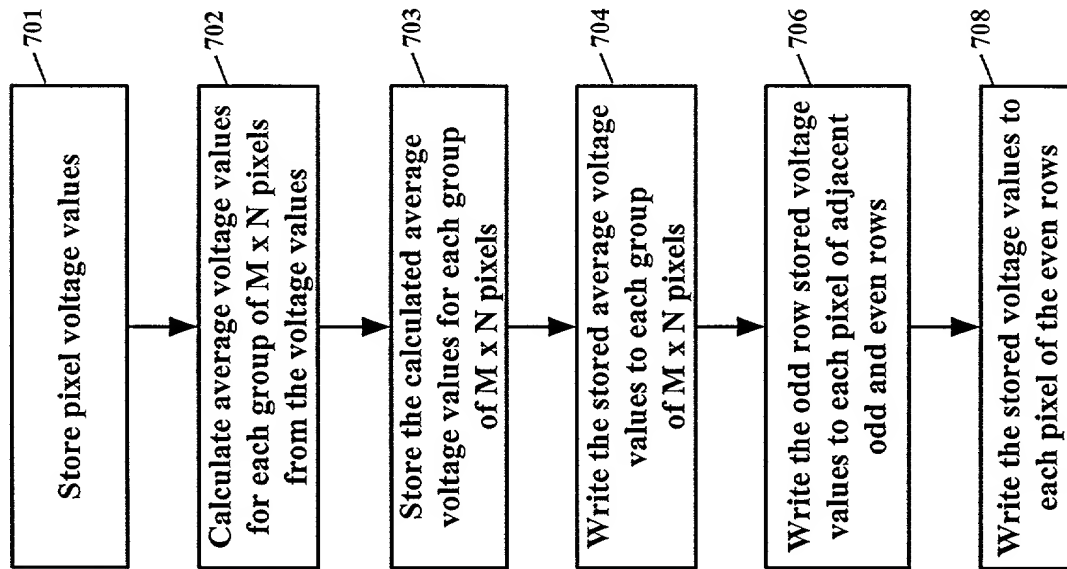 701
Store pixel voltage values
702
Calculate average voltage values
for each group of M x N pixels
from the voltage values
703
Store the calculated average
voltage values for each group
of M x N pixels
704
Write the stored average voltage
values to each group
of M x N pixels
706
Write the odd row stored voltage
values to each pixel of adjacent
odd and even rows
708
Write the stored voltage values to
each pixel of the even rows